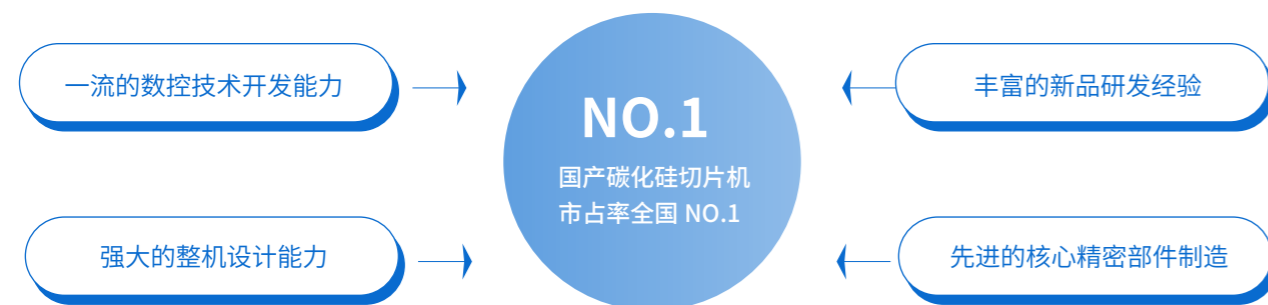 一流的数控技术开发能力
强大的整机设计能力
NO.1
国产碳化硅切片机
市占率全国 NO.1
丰富的新品研发经验
先进的核心精密部件制造